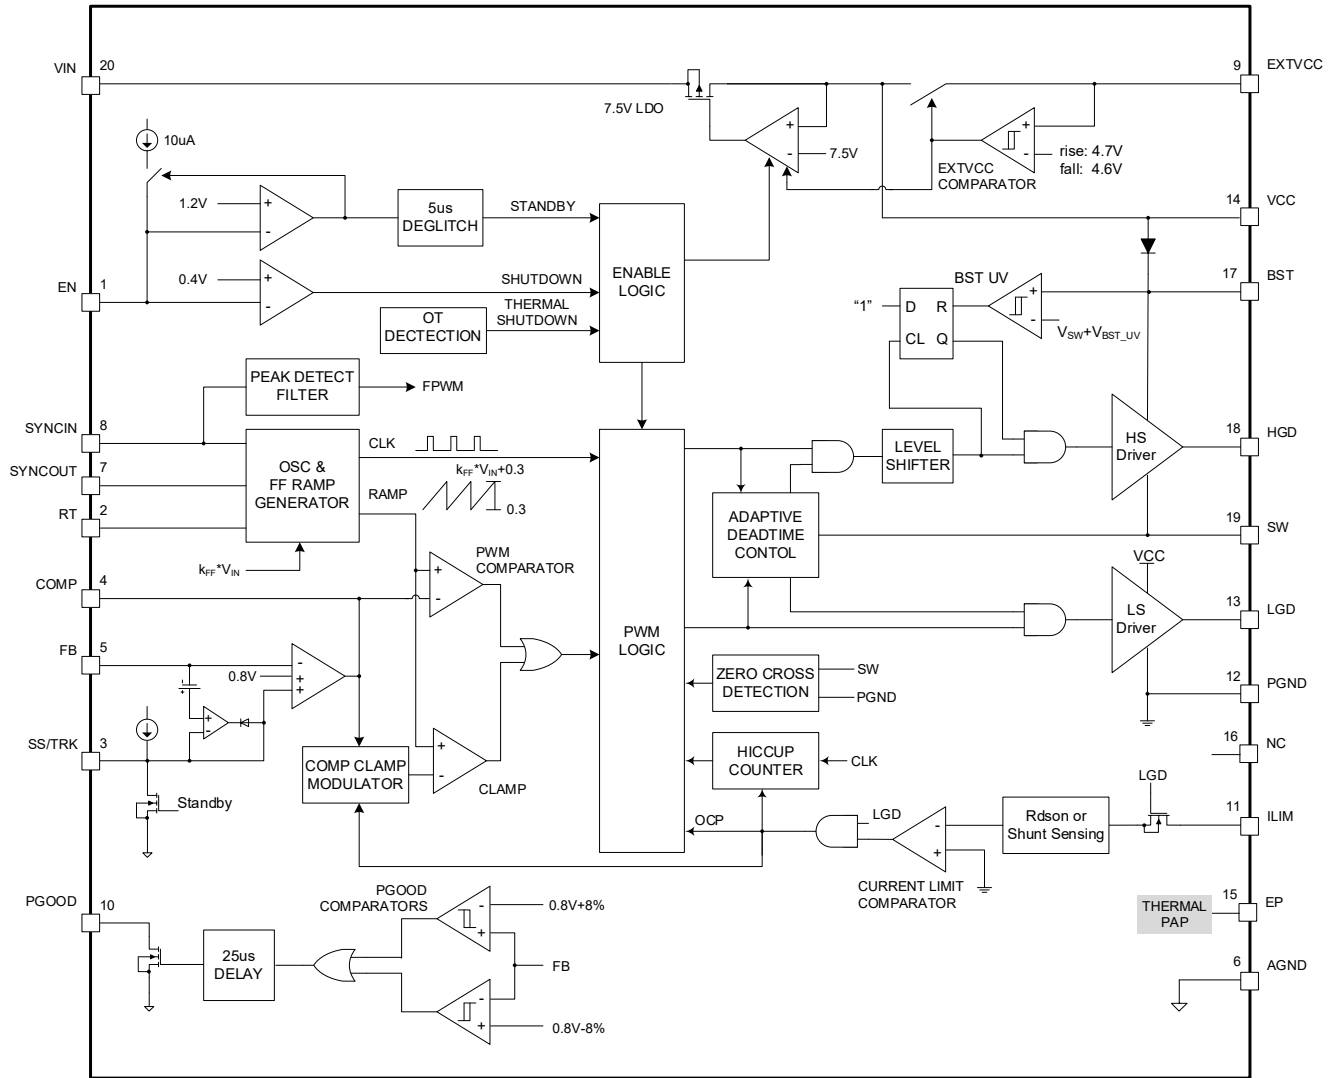 VIN
20
7.5V LDO
+
-
7.5V
+
-
rise: 4.7V
fall: 4.6V
EXTVCC
COMPARATOR
9
EXTVCC
10uA
1.2V
+
-
5us
DEGLITCH
STANDBY
14
VCC
EN
1
0.4V
+
-
SHUTDOWN
OT
DECTECTION
THERMAL
SHUTDOWN
ENABLE
LOGIC
BST UV
"1"
D
R
CL
Q
+
-
VSW+VBST_UV
17
BST
PEAK DETECT
FILTER
FPWM
SYNCIN
8
SYNCOUT
7
RT
2
OSC &
FF RAMP
GENERATOR
CLK
RAMP
kFF*VIN+0.3
0.3
kFF*VIN
LEVEL
SHIFTER
HS
Driver
18
HGD
ADAPTIVE
DEADTIME
CONTOL
19
SW
COMP
4
PWM
COMPARATOR
+
-
PWM
LOGIC
VCC
LS
Driver
13
LGD
FB
5
0.8V
-
+
+
+
-
ZERO CROSS
DETECTION
SW
PGND
12
PGND
SS/TRK
3
Standby
COMP CLAMP
MODULATOR
+
-
CLAMP
HICCUP
COUNTER
CLK
16
NC
OCP
LGD
-
+
CURRENT LIMIT
COMPARATOR
Rdson or
Shunt Sensing
LGD
11
ILIM
PGOOD
10
25us
DELAY
PGOOD
COMPARATORS
-
+
0.8V+8%
FB
-
+
0.8V-8%
THERMAL
PAP
15
EP
6
AGND